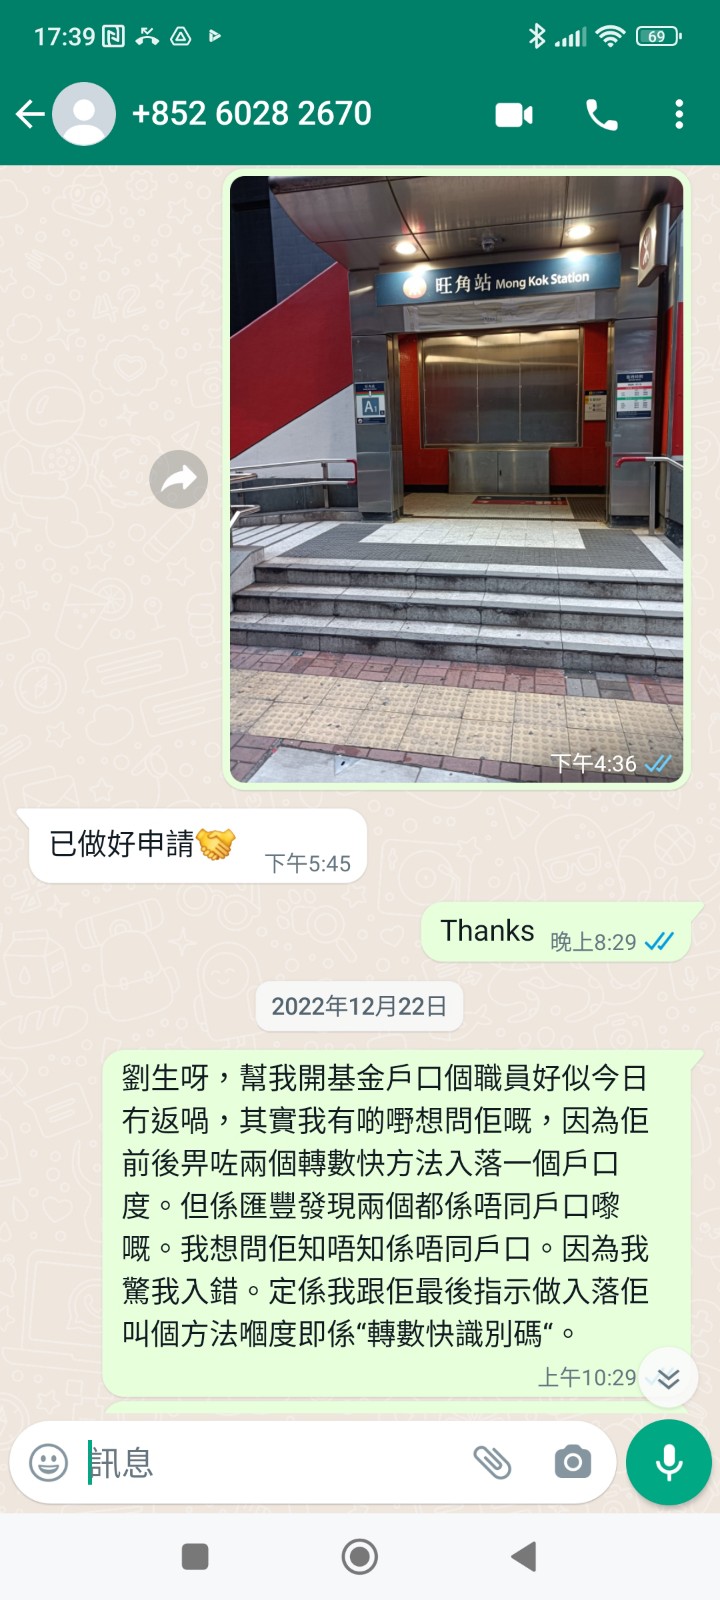 17:39
69
+852 6028 2670
旺角站 Mong Kok Station
A1
下午4:36
已做好申請🤝
下午5:45
Thanks
晚上8:29
2022年12月22日
劉生呀，幫我開基金戶口個職員好似今日
冇返喎，其實我有啲嘢想問佢嘅，因為佢
前後畀咗兩個轉數快方法入落一個戶口
度。但係匯豐發現兩個都係唔同戶口嚟
嘅。我想問佢知唔知係唔同戶口。因為我
驚我入錯。定係我跟佢最後指示做入落佢
叫個方法嗰度即係“轉數快識別碼“。
上午10:29
訊息